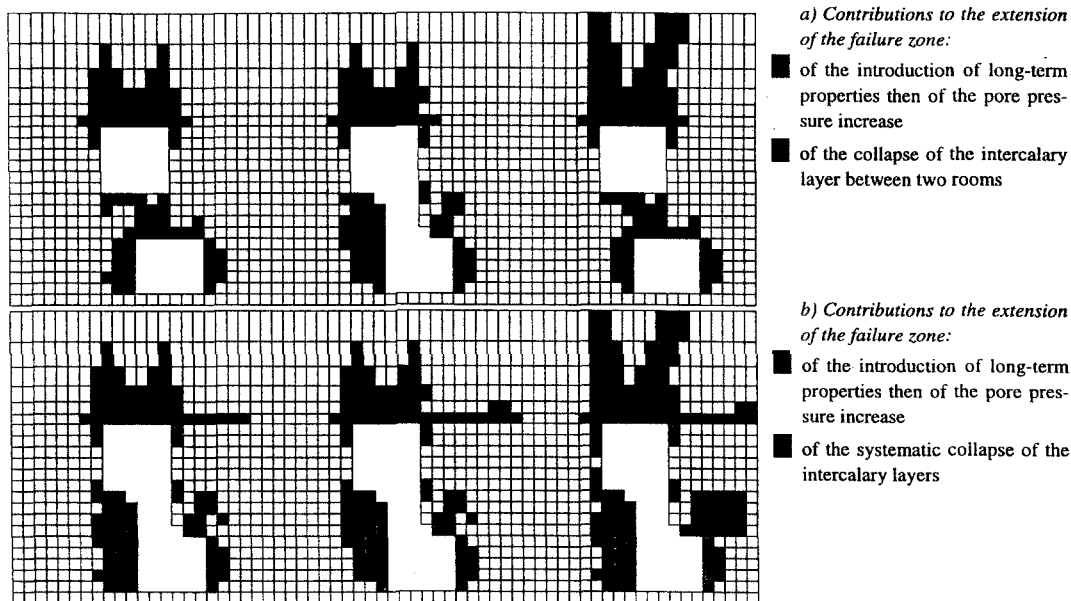 a) Contributions to the extension
of the failure zone:
of the introduction of long-term
properties then of the pore pres-
sure increase
of the collapse of the intercalary
layer between two rooms
b) Contributions to the extension
of the failure zone:
of the introduction of long-term
properties then of the pore pres-
sure increase
of the systematic collapse of the
intercalary layers